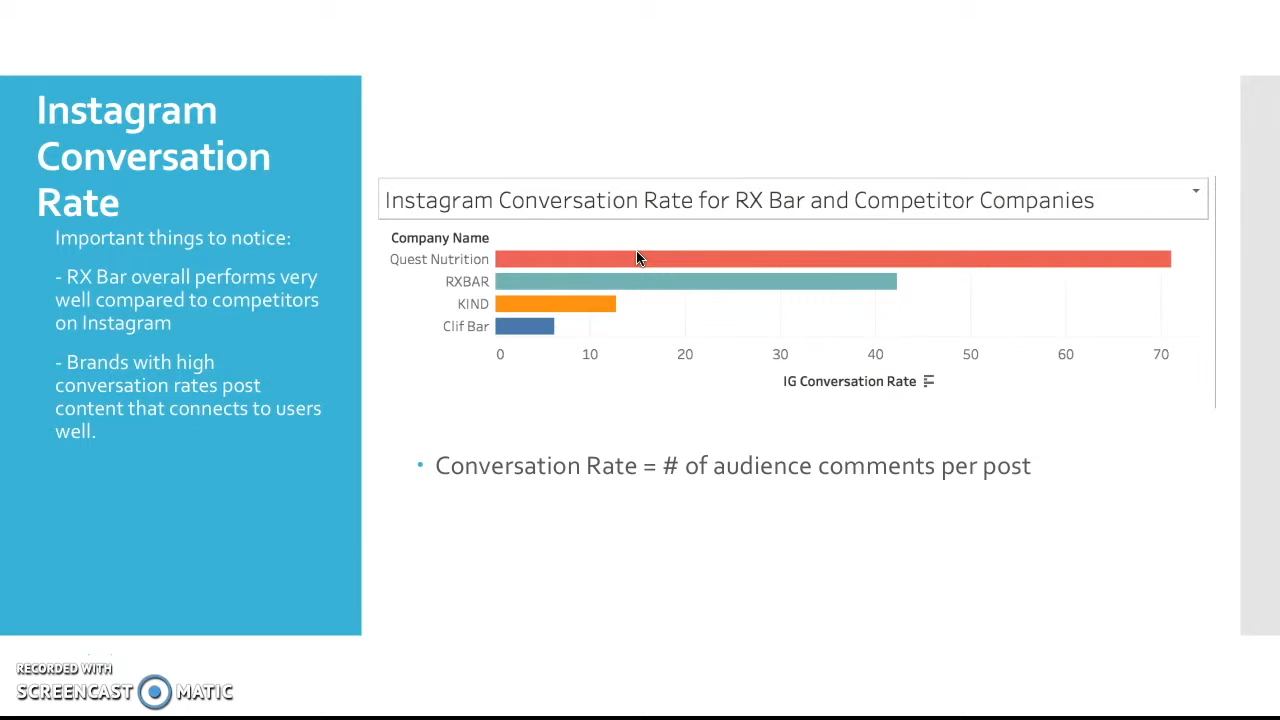 Instagram
Conversation
Rate
Important things to notice:
- RX Bar overall performs very
well compared to competitors
on Instagram
- Brands with high
conversation rates post
content that connects to users
well.
Instagram Conversation Rate for RX Bar and Competitor Companies
Company Name
Quest Nutrition
RXBAR
KIND
Clif Bar
0 10 20 30 40 50 60 70
IG Conversation Rate
• Conversation Rate = # of audience comments per post
RECORDED WITH
SCREENCAST MATIC